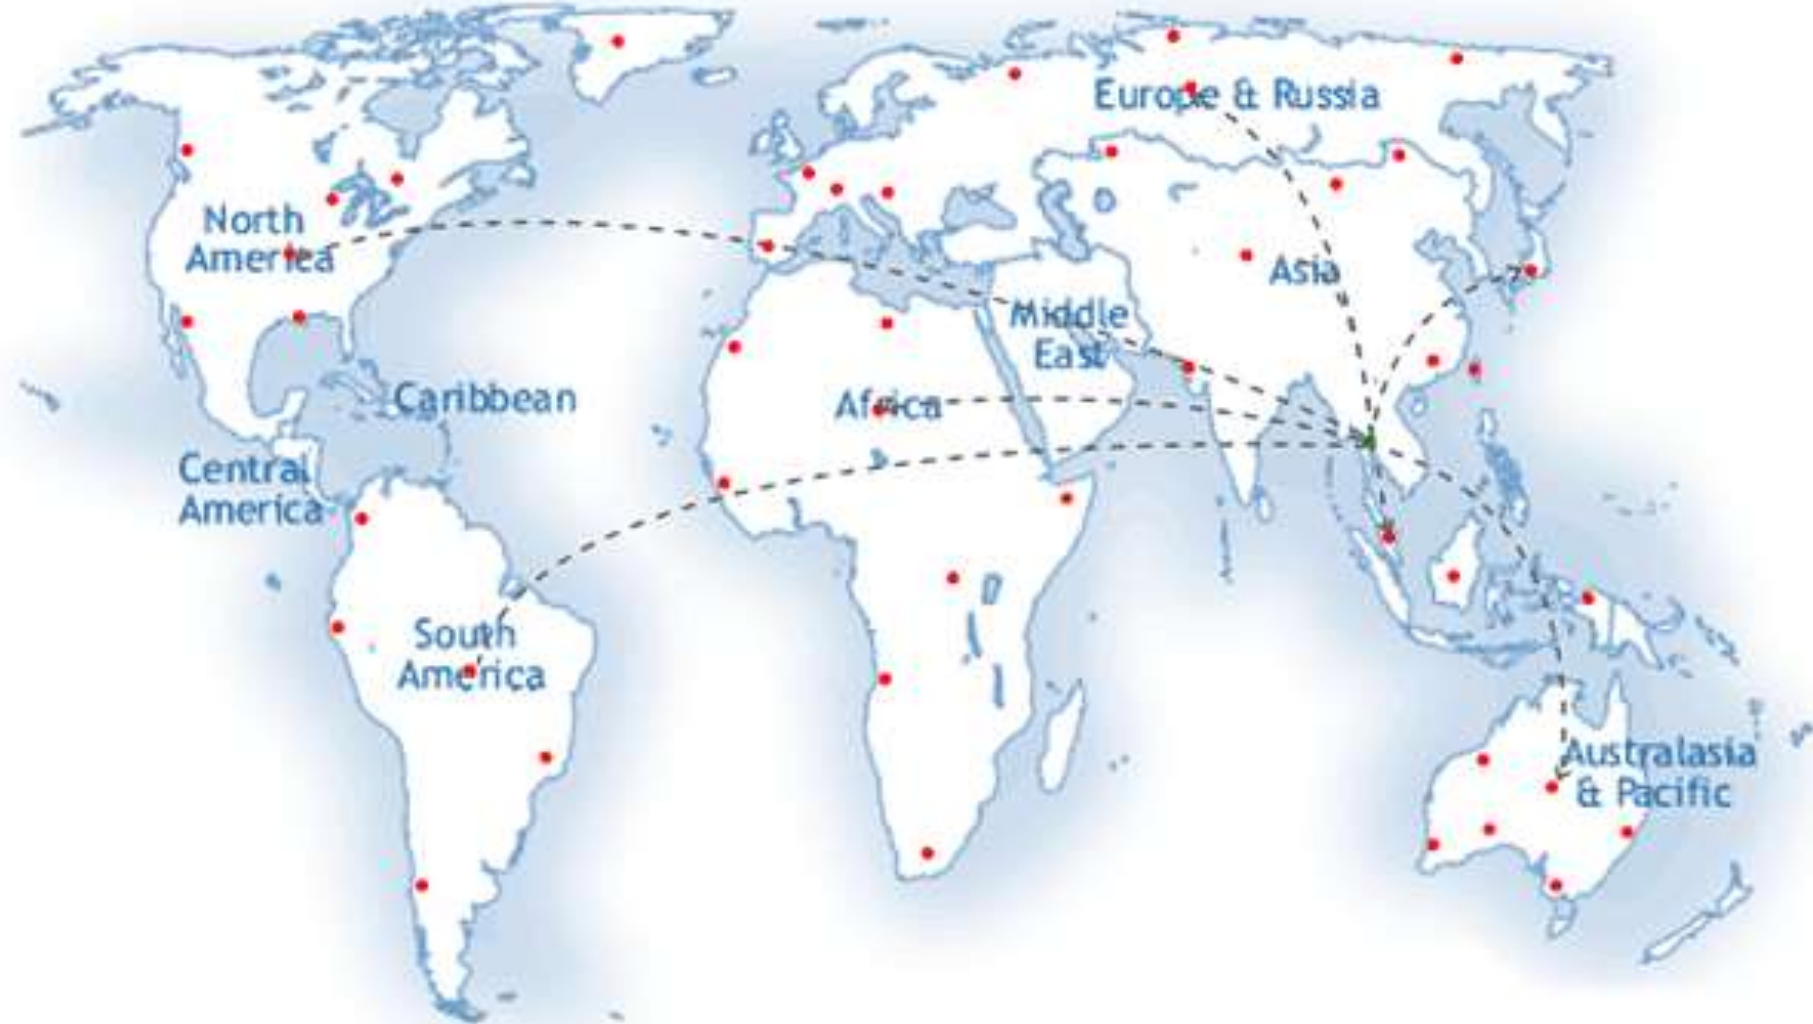 Europe & Russia
North
America
Asia
Middle
East
Caribbean
Africa
Central
America
South
America
Australasia
& Pacific